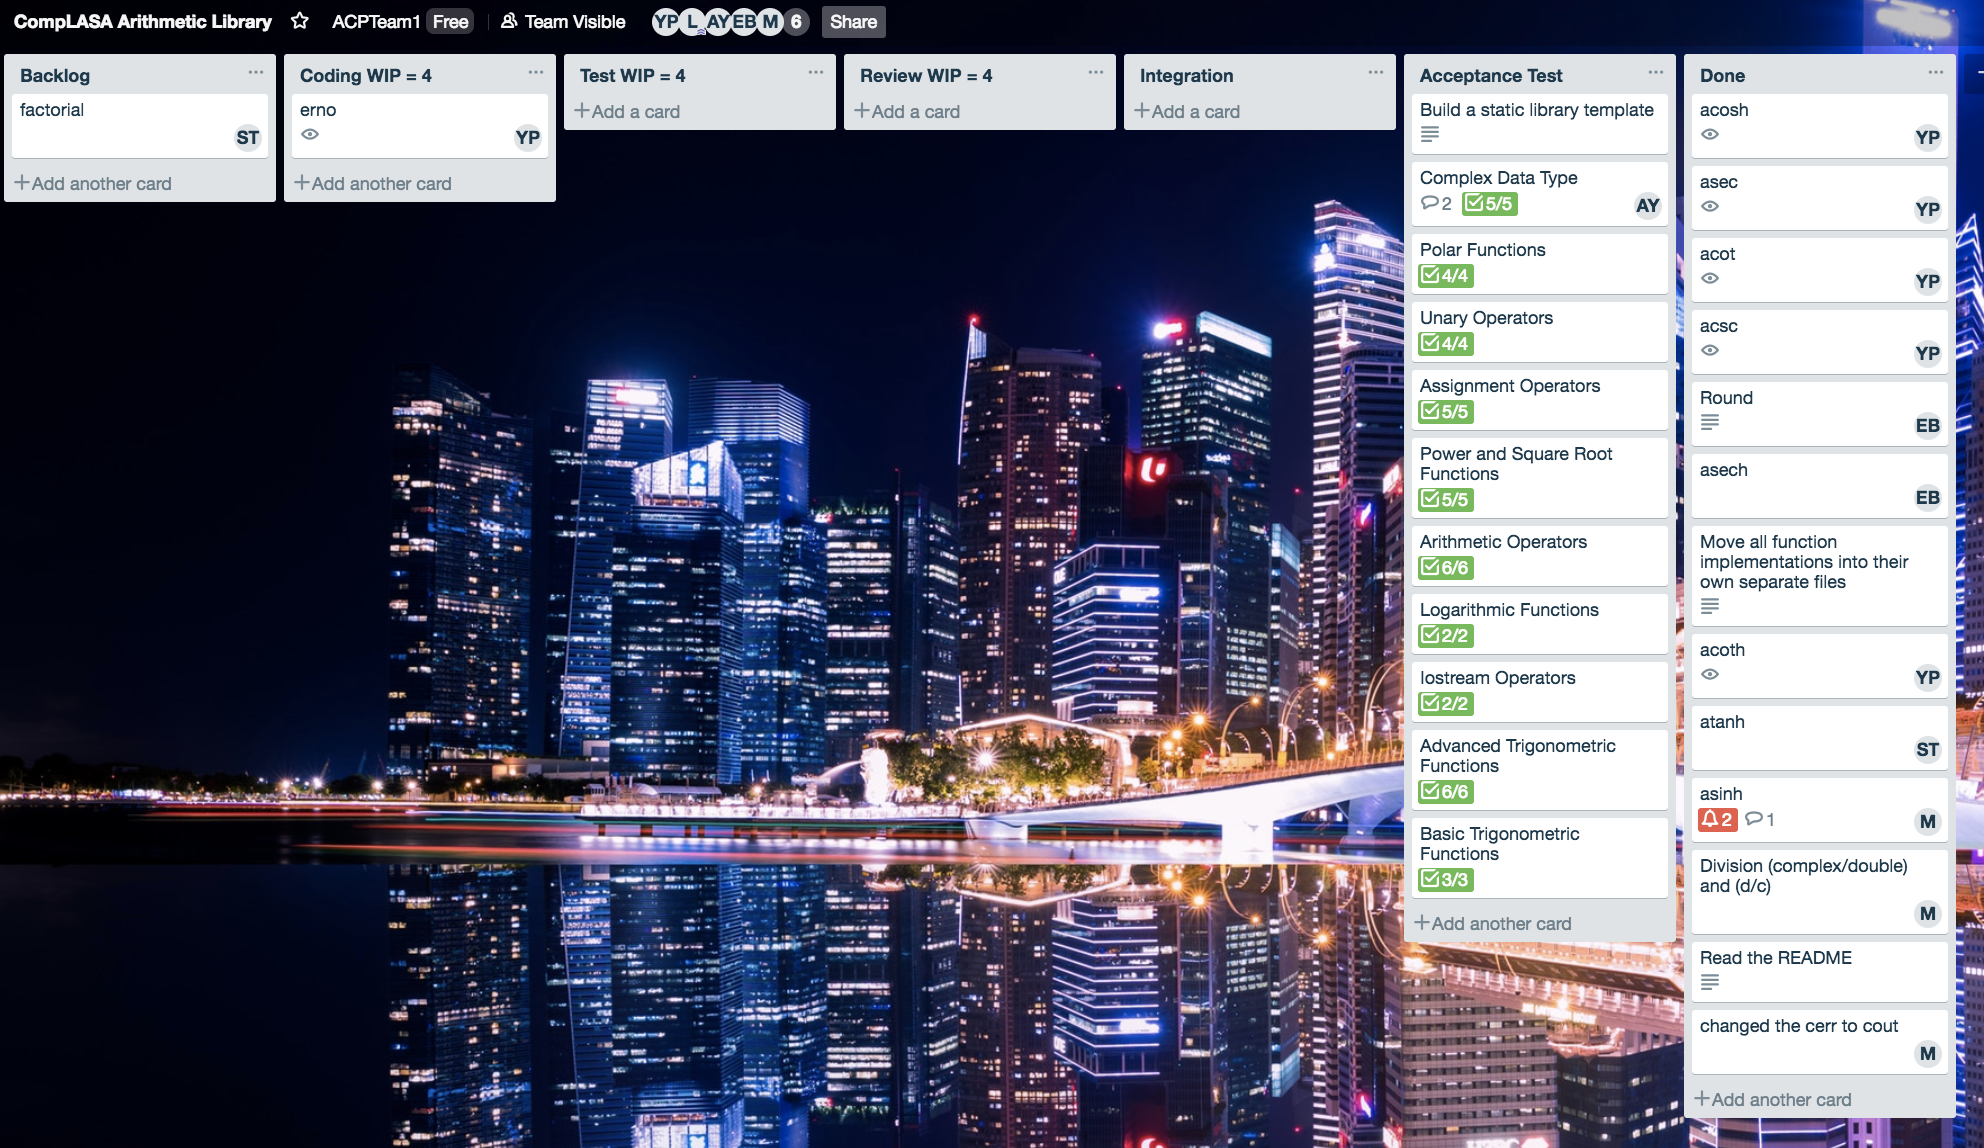 CompLASA Arithmetic Library ACPTeam1 Free Team Visible YP L AY EB M 6 Share
Backlog
factorial
ST
Add another card
Coding WIP = 4
erno
YP
Add another card
Test WIP = 4
Add a card
Review WIP = 4
Add a card
Integration
Add a card
Acceptance Test
Build a static library template
Complex Data Type
2 5/5 AY
Polar Functions
4/4
Unary Operators
4/4
Assignment Operators
5/5
Power and Square Root
Functions
5/5
Arithmetic Operators
6/6
Logarithmic Functions
2/2
Iostream Operators
2/2
Advanced Trigonometric
Functions
6/6
Basic Trigonometric
Functions
3/3
Add another card
Done
acosh
YP
asec
YP
acot
YP
acsc
YP
Round
EB
asech
EB
Move all function
implementations into their
own separate files
acoth
YP
atanh
ST
asinh
2 1 M
Division (complex/double)
and (d/c)
M
Read the README
changed the cerr to cout
M
Add another card